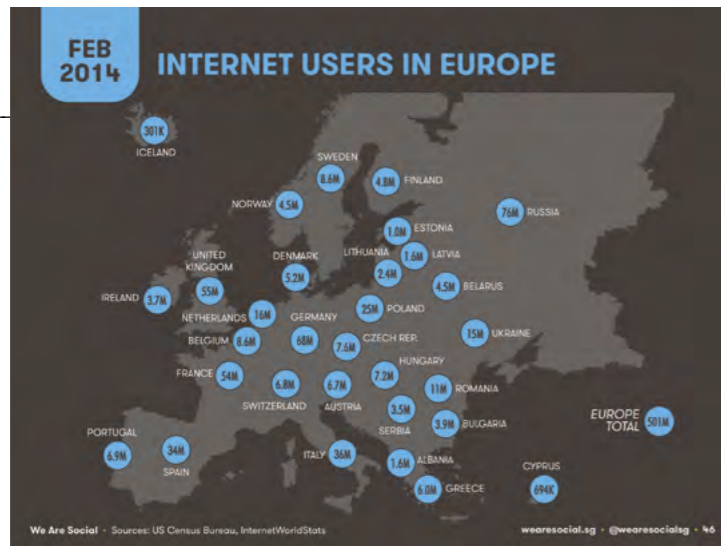 FEB
2014
INTERNET USERS IN EUROPE
301K
ICELAND
SWEDEN
8.6M
4.8M FINLAND
NORWAY 4.5M
76M RUSSIA
1.0M ESTONIA
LITHUANIA
1.6M LATVIA
2.4M
UNITED
KINGDOM
55M
DENMARK
5.2M
4.5M BELARUS
IRELAND 3.7M
NETHERLANDS 16M
GERMANY
68M
25M POLAND
BELGIUM 8.6M
7.6M CZECH REP.
15M UKRAINE
FRANCE 54M
6.8M
SWITZERLAND
6.7M
AUSTRIA
HUNGARY
7.2M
11M ROMANIA
3.5M
SERBIA
3.9M BULGARIA
EUROPE
TOTAL 501M
PORTUGAL
6.9M
34M
SPAIN
ITALY 36M
1.6M ALBANIA
6.0M GREECE
CYPRUS
694K
We Are Social · Sources: US Census Bureau, InternetWorldStats
wearesocial.sg · @wearesocialsg · 46